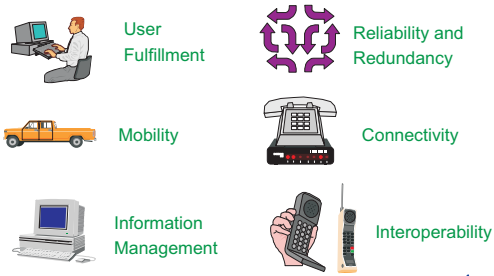 User
Fulfillment
Reliability and
Redundancy
Mobility
Connectivity
Information
Management
Interoperability